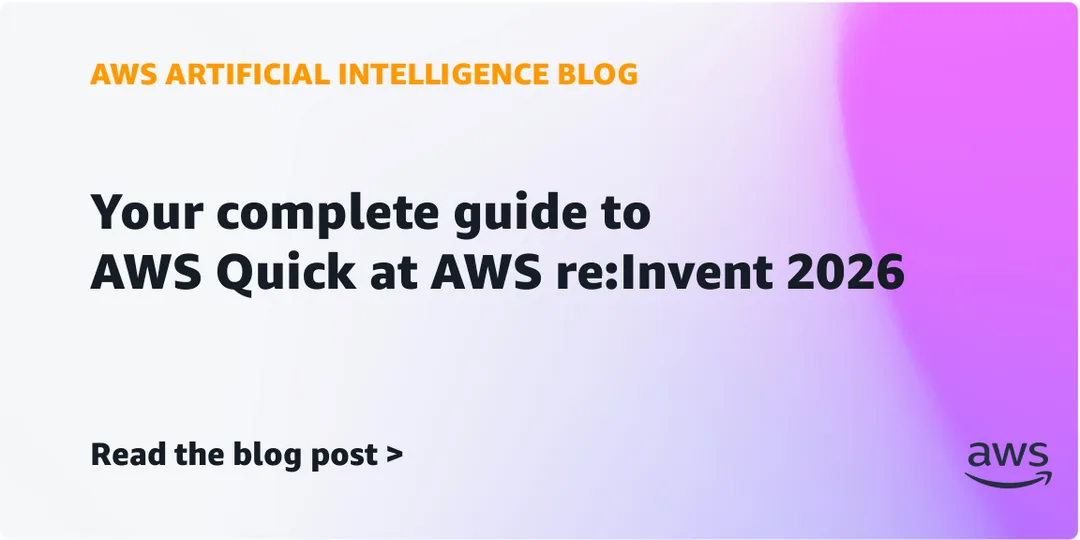 AWS ARTIFICIAL INTELLIGENCE BLOG
Your complete guide to
AWS Quick at AWS re:Invent 2026
Read the blog post >
aws